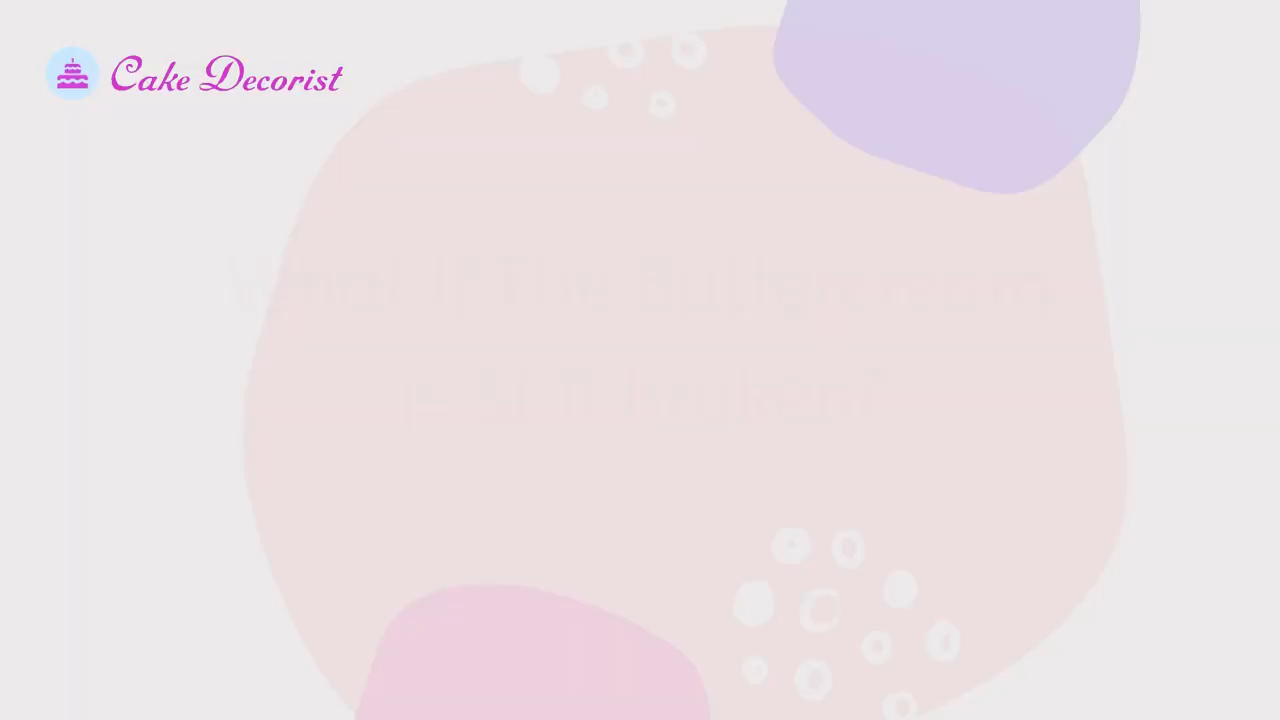 Cake Decorist
What If The Buttercream
is Still broken?